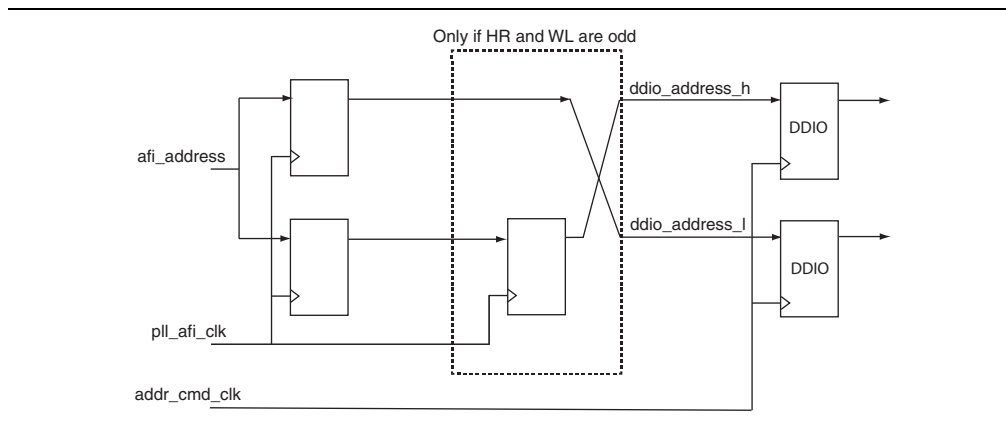 Only if HR and WL are odd
ddio_address_h
DDIO
afi_address
ddio_address_l
DDIO
pll_afi_clk
addr_cmd_clk